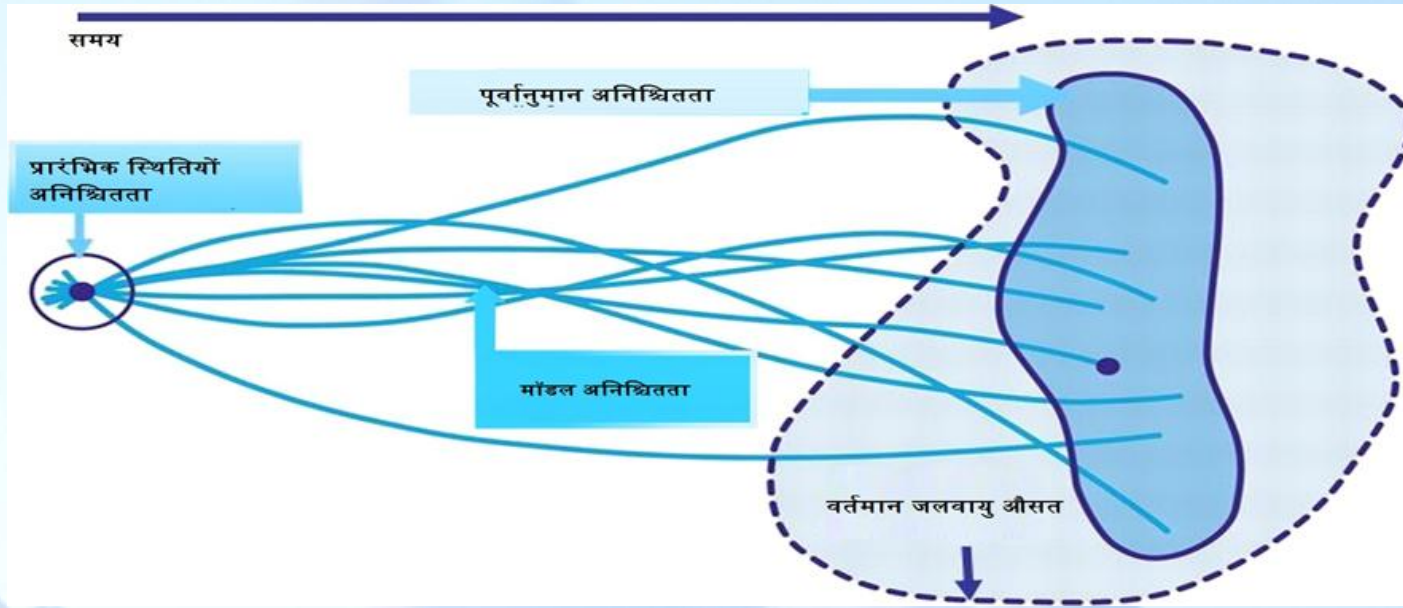 समय
पूर्वानुमान अनिश्चितता
प्रारंभिक स्थितियों
अनिश्चितता
मॉडल अनिश्चितता
वर्तमान जलवायु औसत